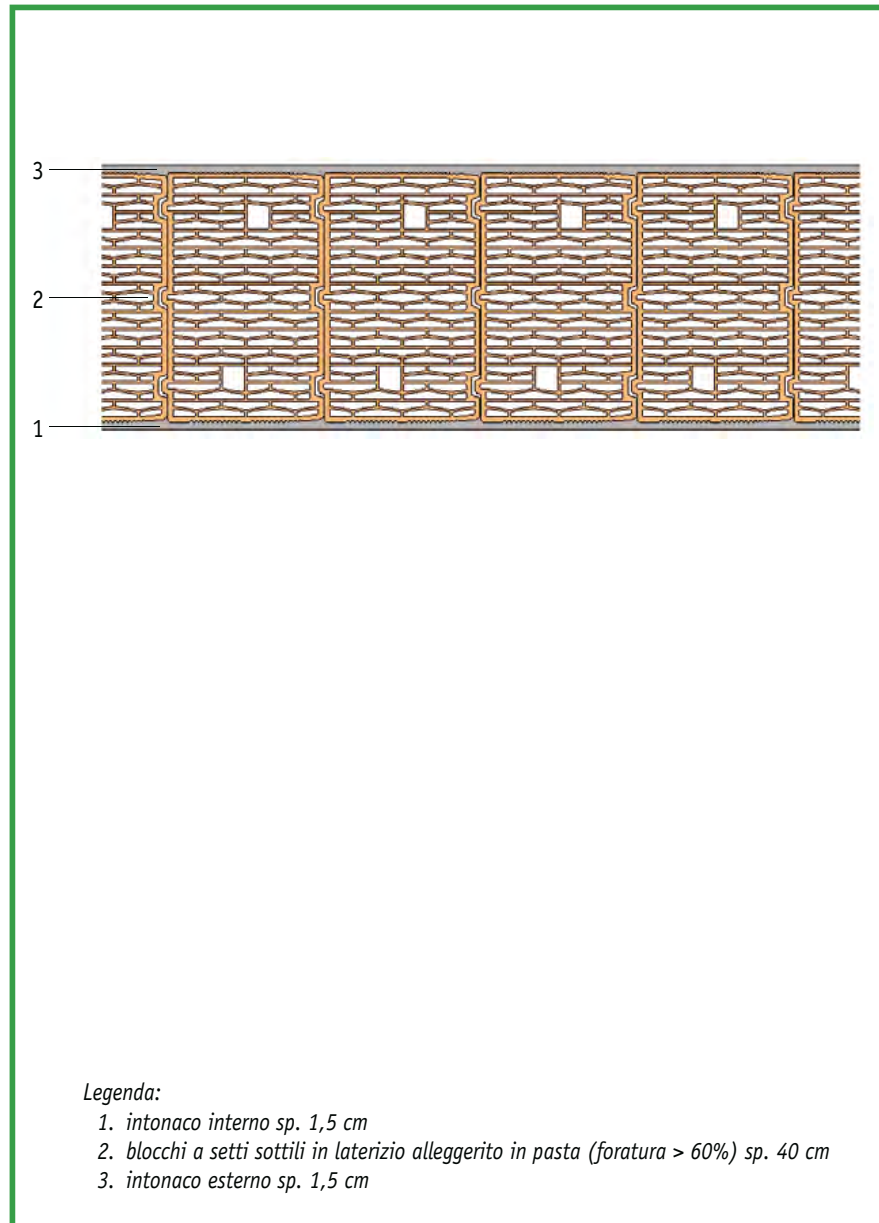 3
2
1
Legenda:
1. intonaco interno sp. 1,5 cm
2. blocchi a setti sottili in laterizio alleggerito in pasta (foratura > 60%) sp. 40 cm
3. intonaco esterno sp. 1,5 cm